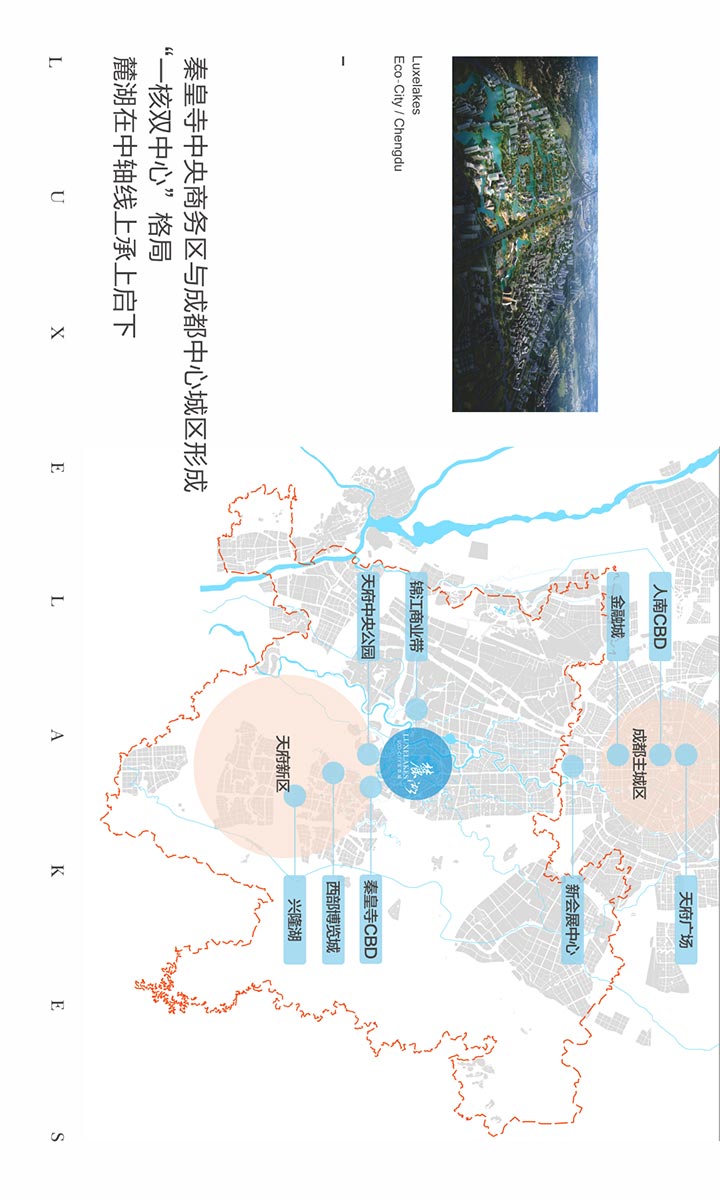 Luxelakes
Eco-City / Chengdu
秦皇寺中央商务区与成都中心城区形成
“一核双中心”格局
麓湖在中轴线上承上启下
天府广场
人南CBD
成都主城区
金融城
新会展中心
锦江商业带
麓湖
LUXELAKES
秦皇寺CBD
天府中央公园
西部博览城
兴隆湖
天府新区
L U X E L A K E S